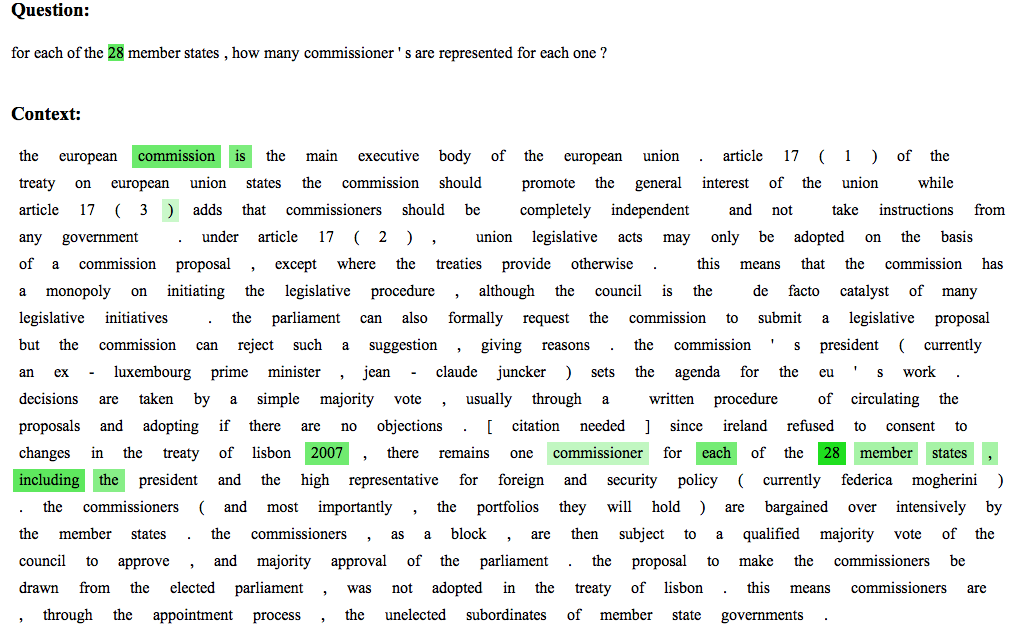 Question:
for each of the 28 member states , how many commissioner ' s are represented for each one ?
Context:
the european commission is the main executive body of the european union . article 17 ( 1 ) of the
treaty on european union states the commission should promote the general interest of the union while
article 17 ( 3 ) adds that commissioners should be completely independent and not take instructions from
any government . under article 17 ( 2 ) , union legislative acts may only be adopted on the basis
of a commission proposal , except where the treaties provide otherwise . this means that the commission has
a monopoly on initiating the legislative procedure , although the council is the de facto catalyst of many
legislative initiatives . the parliament can also formally request the commission to submit a legislative proposal
but the commission can reject such a suggestion , giving reasons . the commission ' s president ( currently
an ex - luxembourg prime minister , jean - claude juncker ) sets the agenda for the eu ' s work .
decisions are taken by a simple majority vote , usually through a written procedure of circulating the
proposals and adopting if there are no objections . [ citation needed ] since ireland refused to consent to
changes in the treaty of lisbon 2007 , there remains one commissioner for each of the 28 member states ,
including the president and the high representative for foreign and security policy ( currently federica mogherini )
. the commissioners ( and most importantly , the portfolios they will hold ) are bargained over intensively by
the member states . the commissioners , as a block , are then subject to a qualified majority vote of the
council to approve , and majority approval of the parliament . the proposal to make the commissioners be
drawn from the elected parliament , was not adopted in the treaty of lisbon . this means commissioners are
, through the appointment process , the unelected subordinates of member state governments .